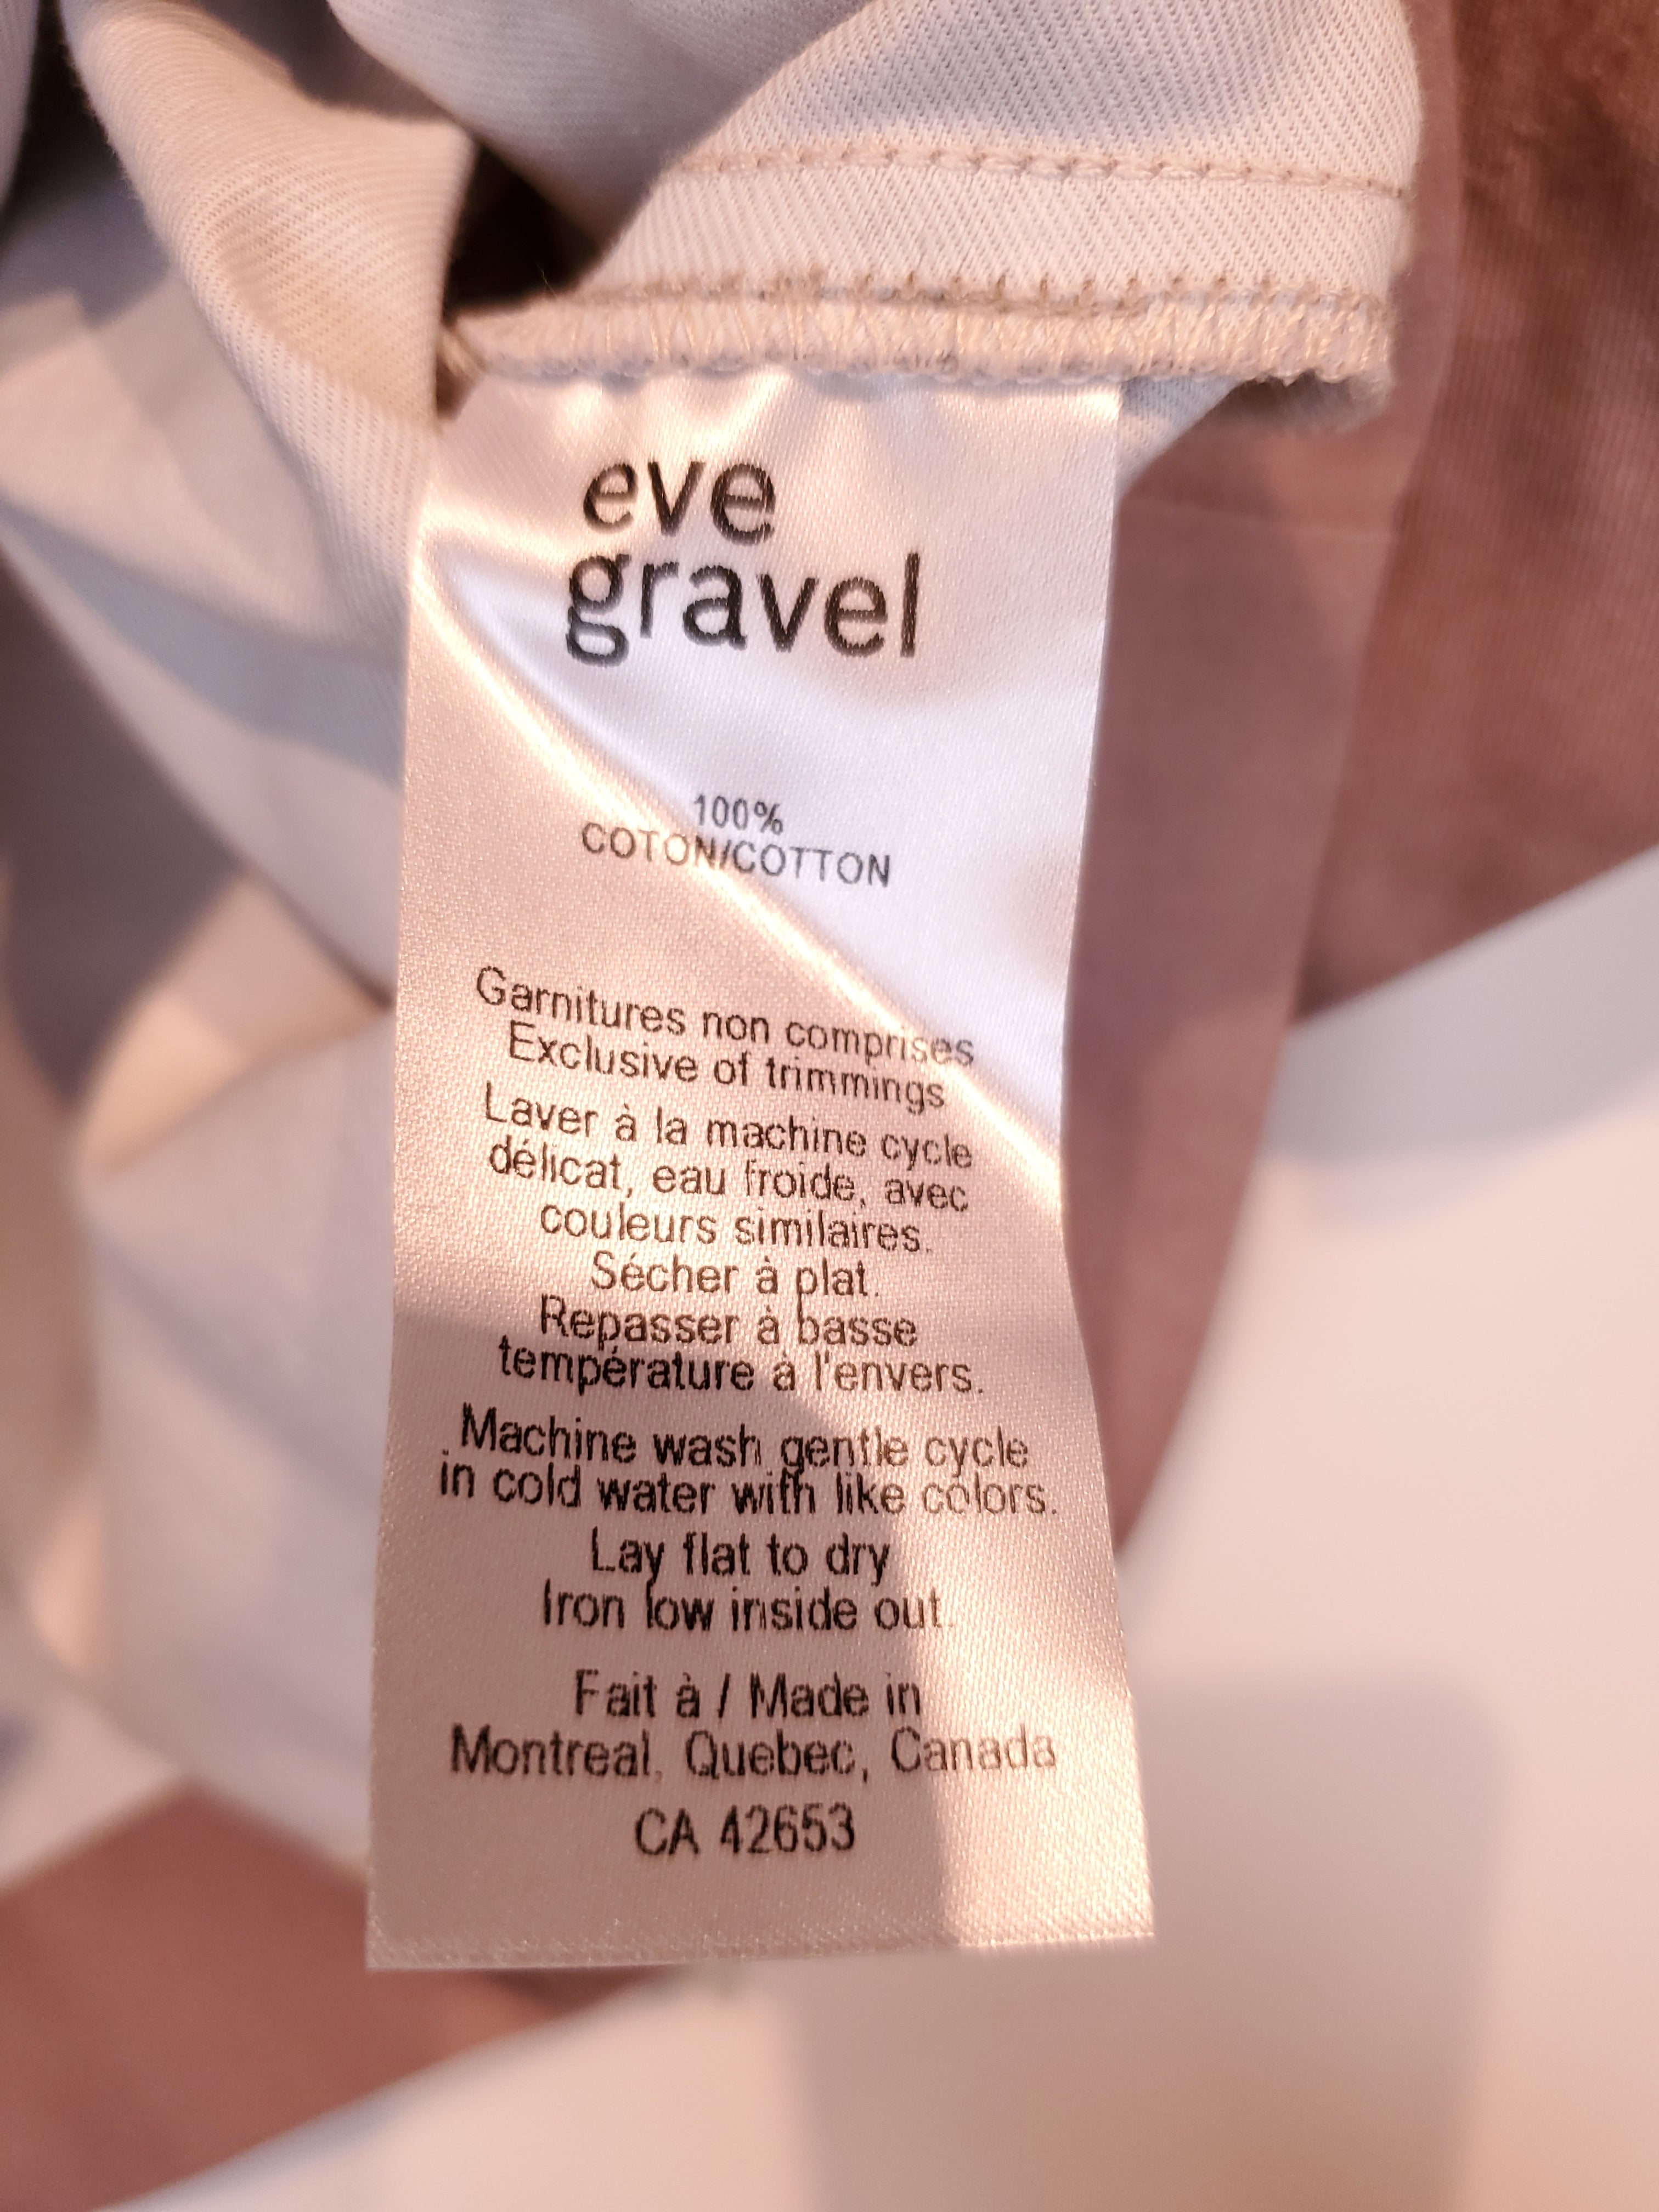 eve
gravel
100%
COTON/COTTON
Garnitures non comprises
Exclusive of trimmings
Laver à la machine cycle
délicat, eau froide, avec
couleurs similaires.
Sécher à plat.
Repasser à basse
température à l'envers.
Machine wash gentle cycle
in cold water with like colors.
Lay flat to dry
Iron low inside out.
Fait à / Made in
Montreal, Quebec, Canada
CA 42653